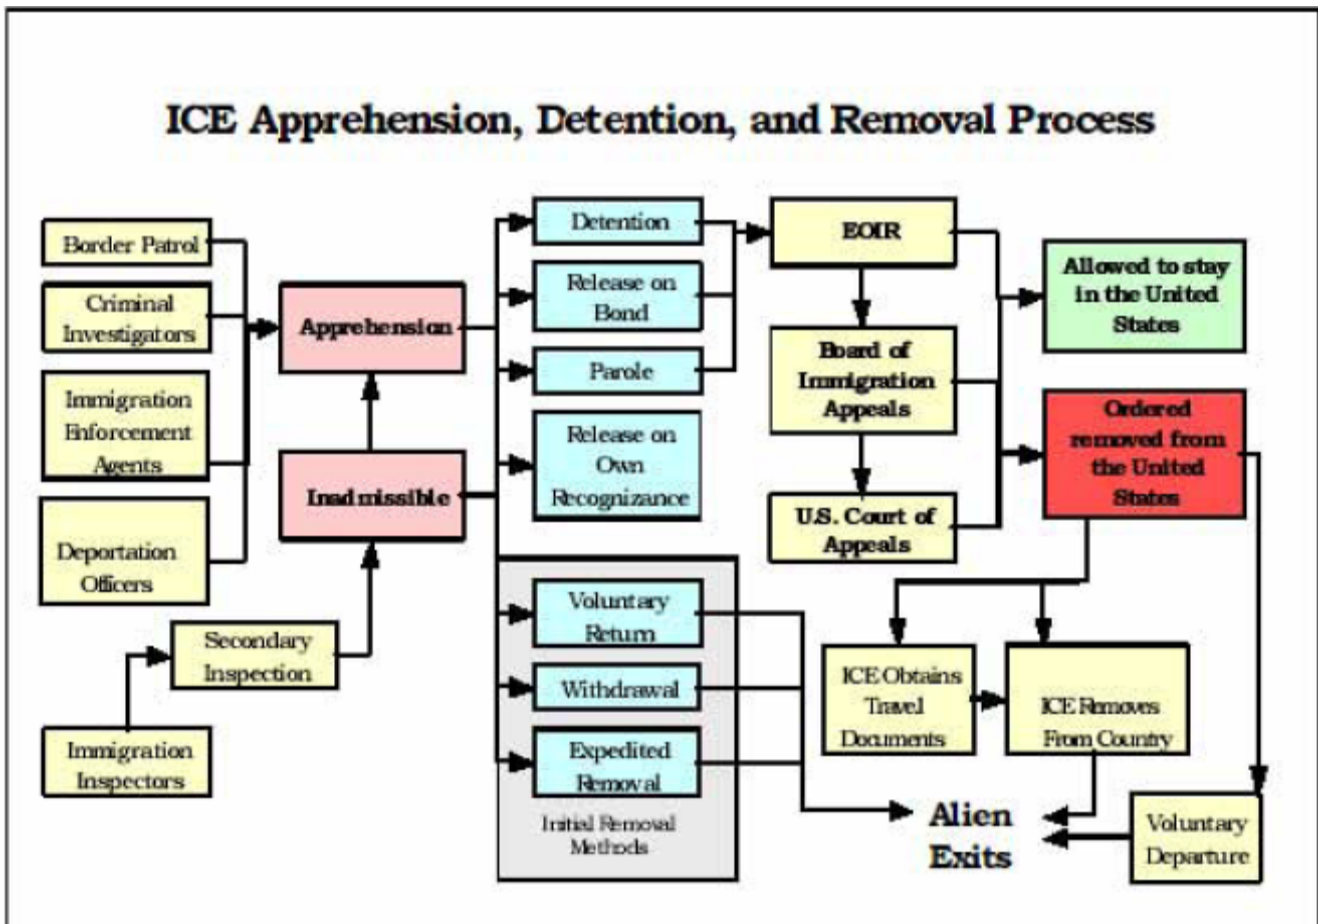 ICE Apprehension, Detention, and Removal Process
Border Patrol
Criminal
Investigators
Immigration
Enforcement
Agents
Deportation
Officers
Secondary
Inspection
Immigration
Inspectors
Apprehension
Inadmissible
Detention
Release on
Bond
Parole
Release on
Own
Recognizance
Voluntary
Return
Withdrawal
Expedited
Removal
Initial Removal
Methods
EOIR
Board of
Immigration
Appeals
U.S. Court of
Appeals
Allowed to stay
in the United
States
Ordered
removed from
the United
States
ICE Obtains
Travel
Documents
ICE Removes
From Country
Alien
Exits
Voluntary
Departure